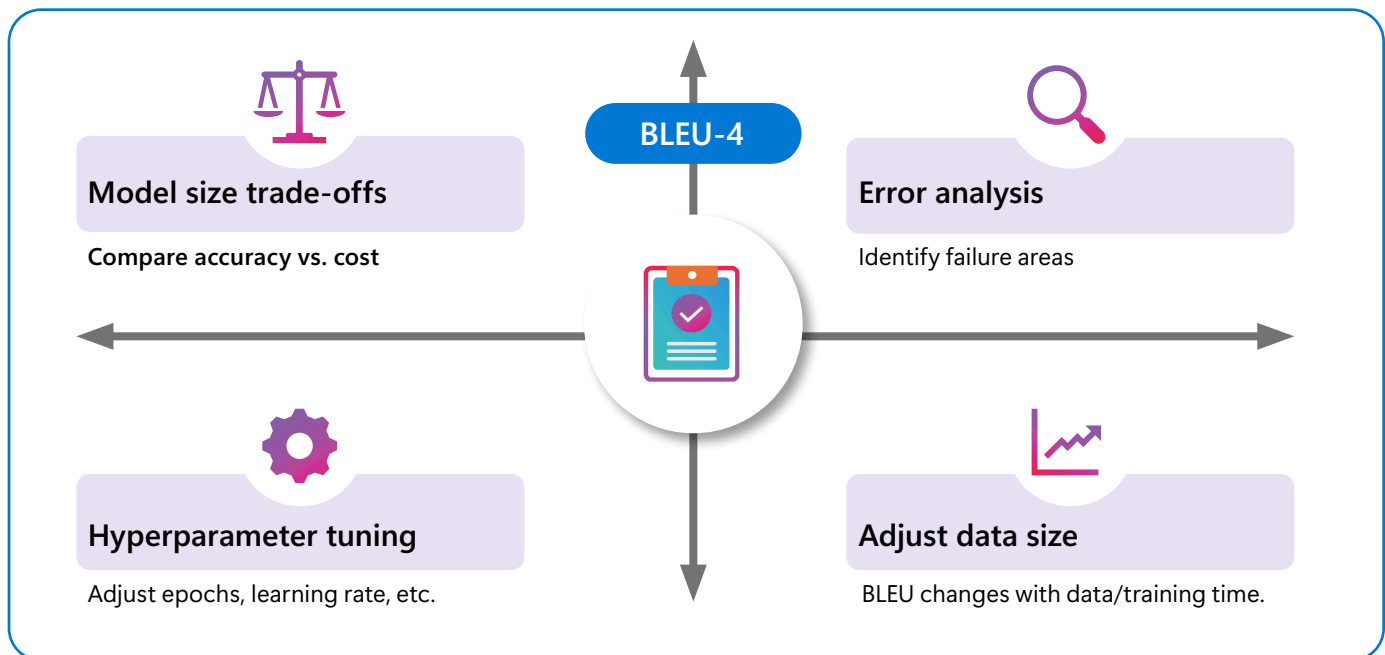 BLEU-4
Model size trade-offs
Compare accuracy vs. cost
Error analysis
Identify failure areas
Hyperparameter tuning
Adjust epochs, learning rate, etc.
Adjust data size
BLEU changes with data/training time.